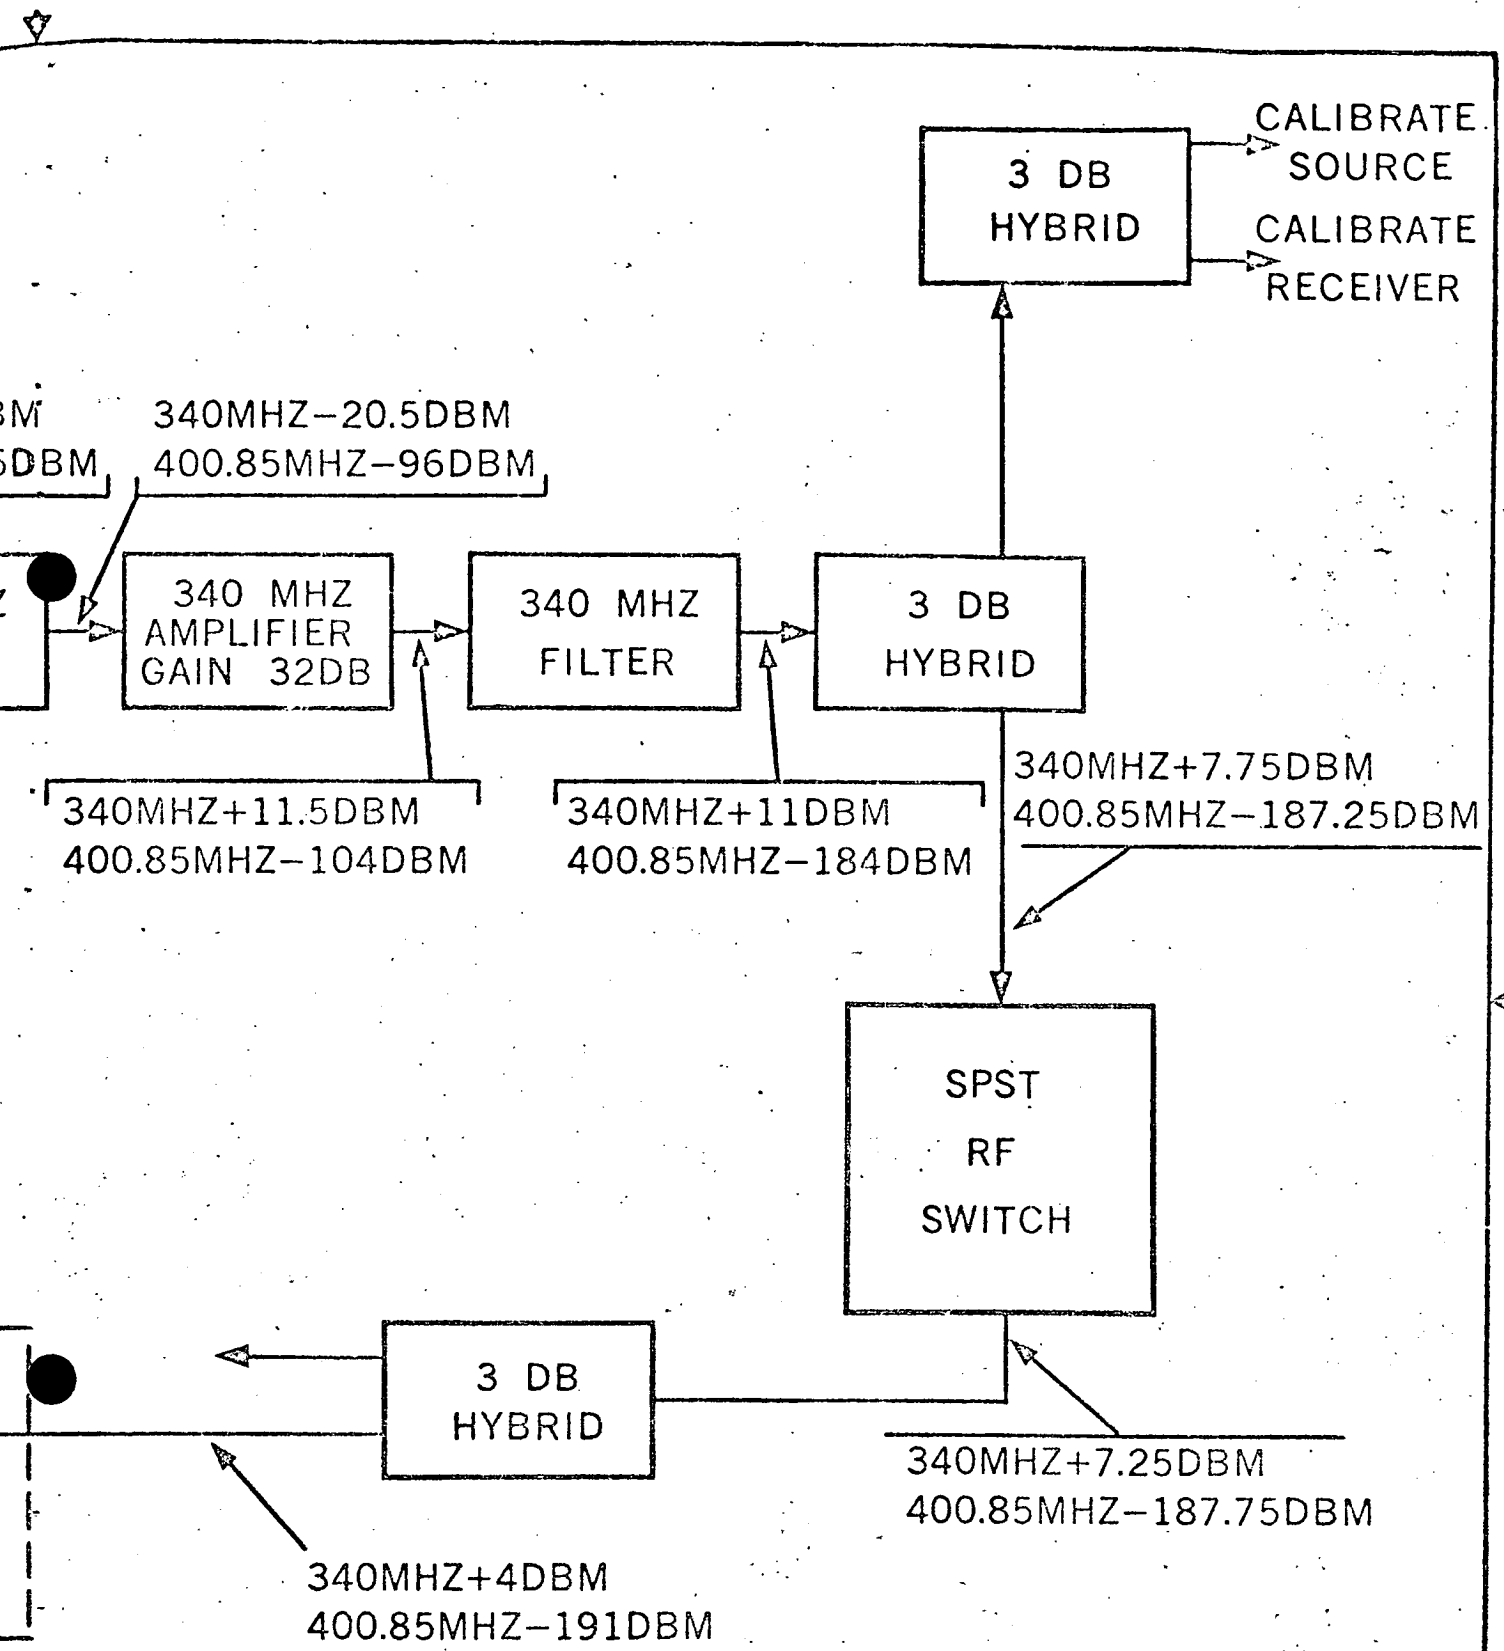 CALIBRATE
SOURCE
3 DB
HYBRID
CALIBRATE
RECEIVER
340MHZ-20.5DBM
5DBM
400.85MHZ-96DBM
340 MHZ
AMPLIFIER
GAIN 32DB
340 MHZ
FILTER
3 DB
HYBRID
340MHZ+7.75DBM
400.85MHZ-187.25DBM
340MHZ+11.5DBM
400.85MHZ-104DBM
340MHZ+11DBM
400.85MHZ-184DBM
SPST
RF
SWITCH
3 DB
HYBRID
340MHZ+7.25DBM
400.85MHZ-187.75DBM
340MHZ+4DBM
400.85MHZ-191DBM